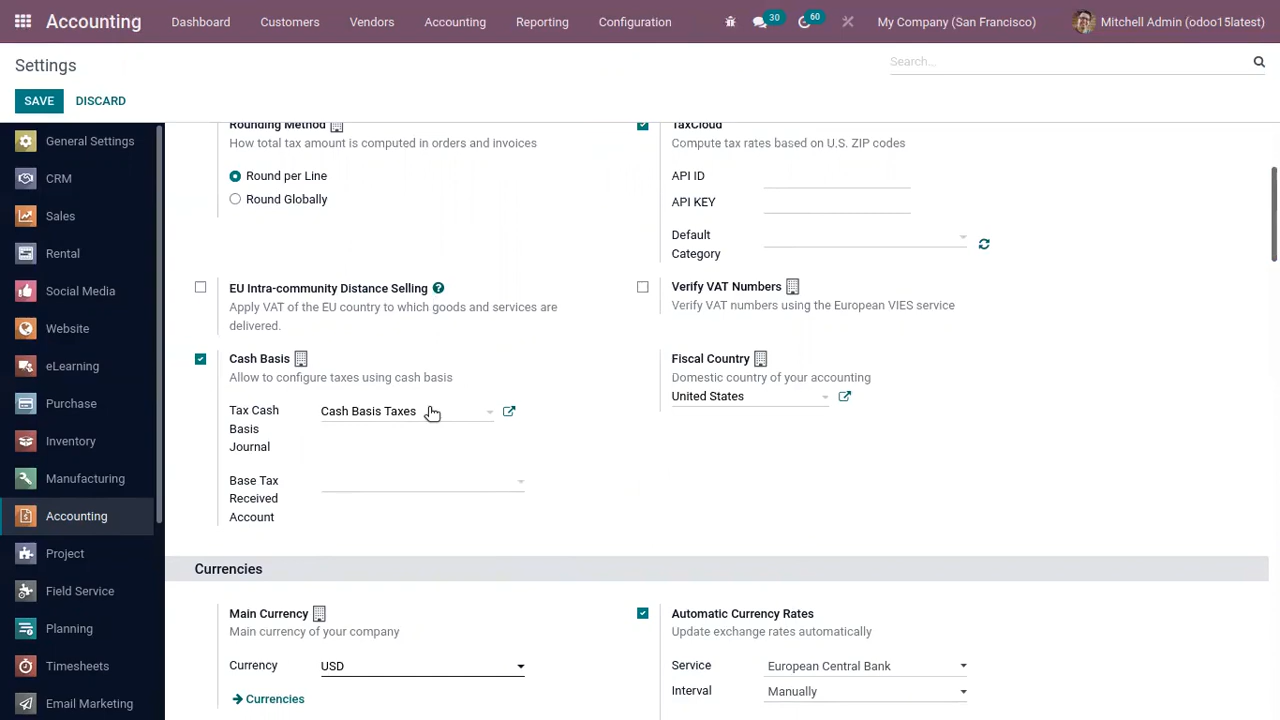 Accounting Dashboard Customers Vendors Accounting Reporting Configuration 30 60 My Company (San Francisco) Mitchell Admin (odoo15latest)
Settings Search...
SAVE DISCARD
General Settings
CRM
Sales
Rental
Social Media
Website
eLearning
Purchase
Inventory
Manufacturing
Accounting
Project
Field Service
Planning
Timesheets
Email Marketing
Rounding Method
How total tax amount is computed in orders and invoices
Round per Line
Round Globally
TaxCloud
Compute tax rates based on U.S. ZIP codes
API ID
API KEY
Default
Category
EU Intra-community Distance Selling ?
Apply VAT of the EU country to which goods and services are
delivered.
Verify VAT Numbers
Verify VAT numbers using the European VIES service
Cash Basis
Allow to configure taxes using cash basis
Tax Cash Cash Basis Taxes
Basis
Journal
Base Tax
Received
Account
Fiscal Country
Domestic country of your accounting
United States
Currencies
Main Currency
Main currency of your company
Currency USD
Currencies
Automatic Currency Rates
Update exchange rates automatically
Service European Central Bank
Interval Manually